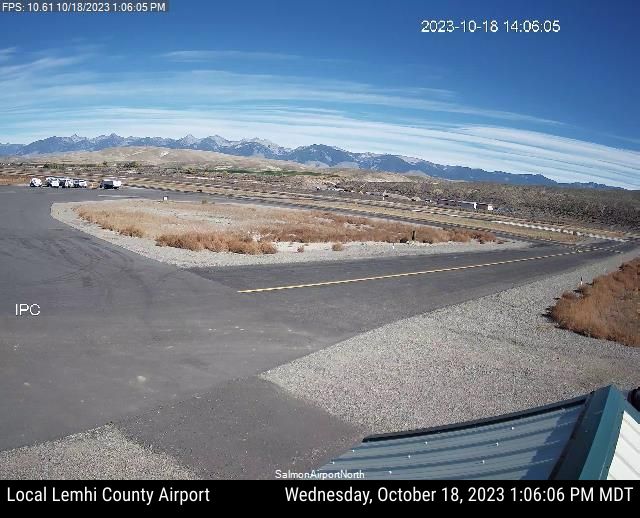 FPS: 10.61 10/18/2023 1:06:05 PM
2023-10-18 14:06:05
IPC
SalmonAirportNorth
Local Lemhi County Airport Wednesday, October 18, 2023 1:06:06 PM MDT